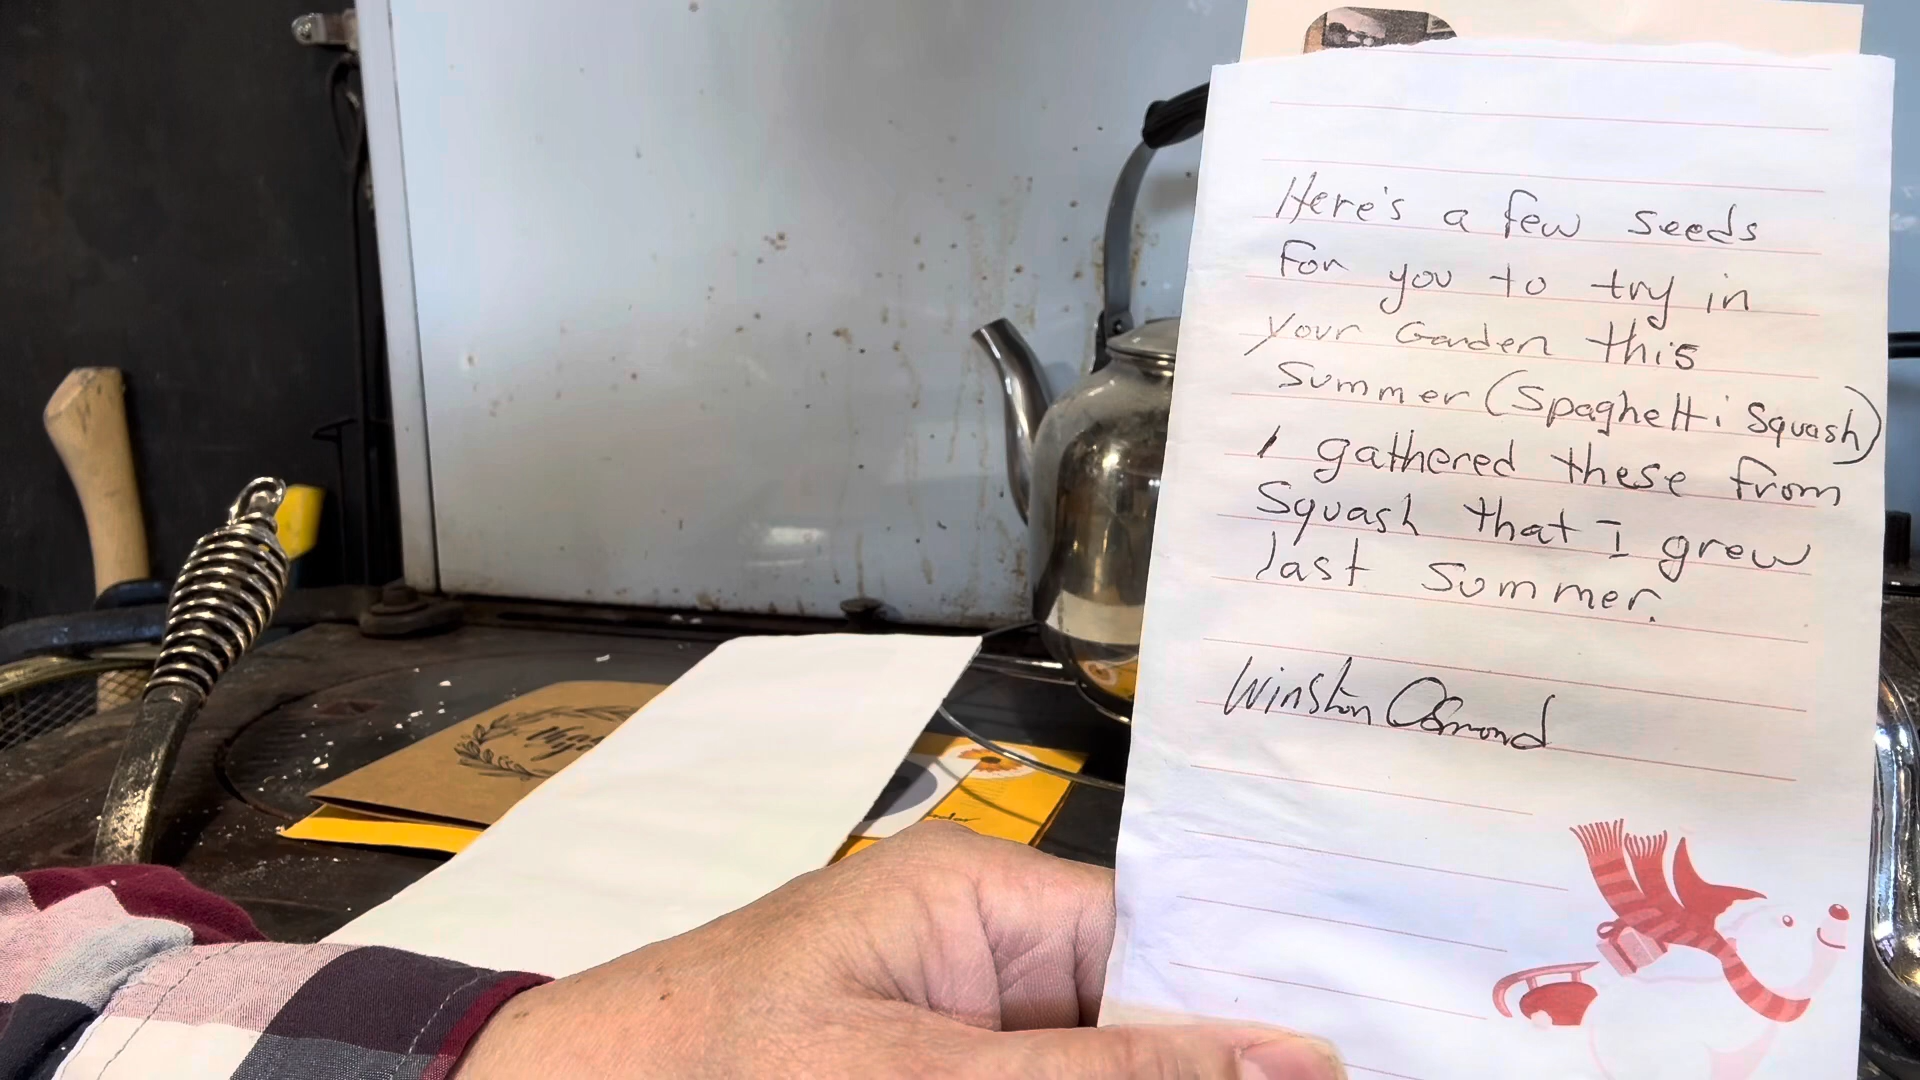 Here's a few seeds
For you to try in
your Garden this
Summer (Spaghetti Squash)
I gathered these from
Squash that I grew
last summer.
Winston Osmond